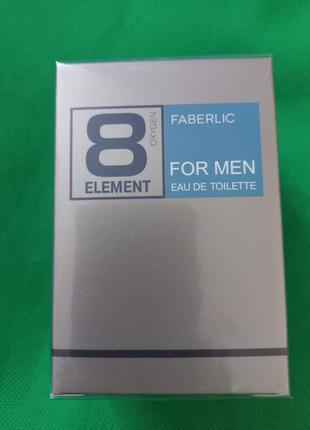 8
OXYGEN
ELEMENT
FABERLIC
FOR MEN
EAU DE TOILETTE